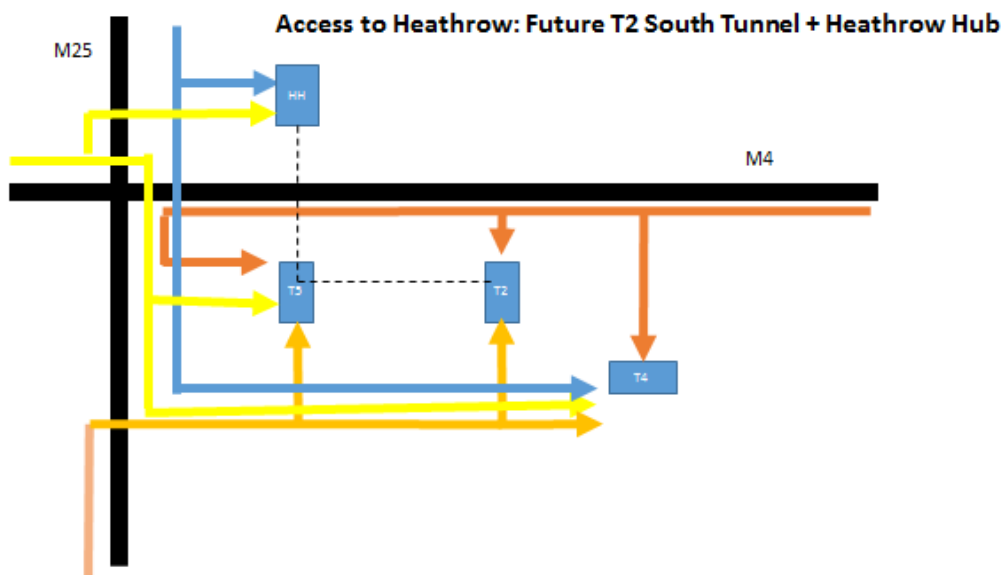 Access to Heathrow: Future T2 South Tunnel + Heathrow Hub
M25
HH
M4
T5
T2
T4